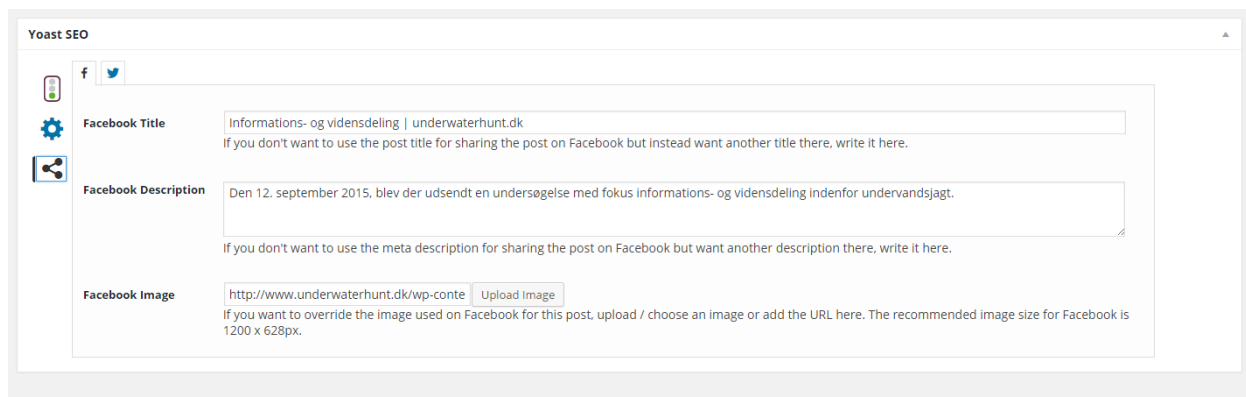 Yoast SEO
Facebook Title
Informations- og vidensdeling | underwaterhunt.dk
If you don't want to use the post title for sharing the post on Facebook but instead want another title there, write it here.
Facebook Description
Den 12. september 2015, blev der udsendt en undersøgelse med fokus informations- og vidensdeling indenfor undervandsjagt.
If you don't want to use the meta description for sharing the post on Facebook but want another description there, write it here.
Facebook Image
http://www.underwaterhunt.dk/wp-conte
Upload Image
If you want to override the image used on Facebook for this post, upload / choose an image or add the URL here. The recommended image size for Facebook is
1200 x 628px.